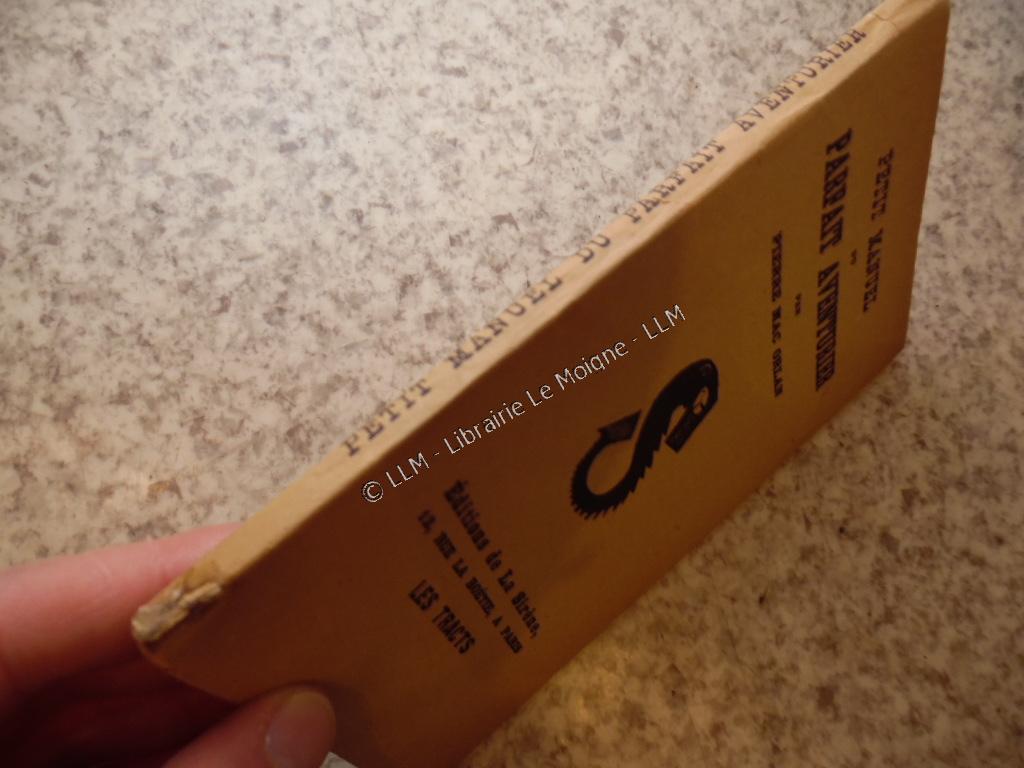 PETIT MANUEL DU PARFAIT AVENTURIER
PETIT MANUEL
DU
PARFAIT AVENTURIER
PAR
PIERRE MAC ORLAN
Éditions de La Sirène,
12, RUE LA BOÉTIE, A PARIS
LES TRACTS
© LLM - Librairie Le Moigne - LLM